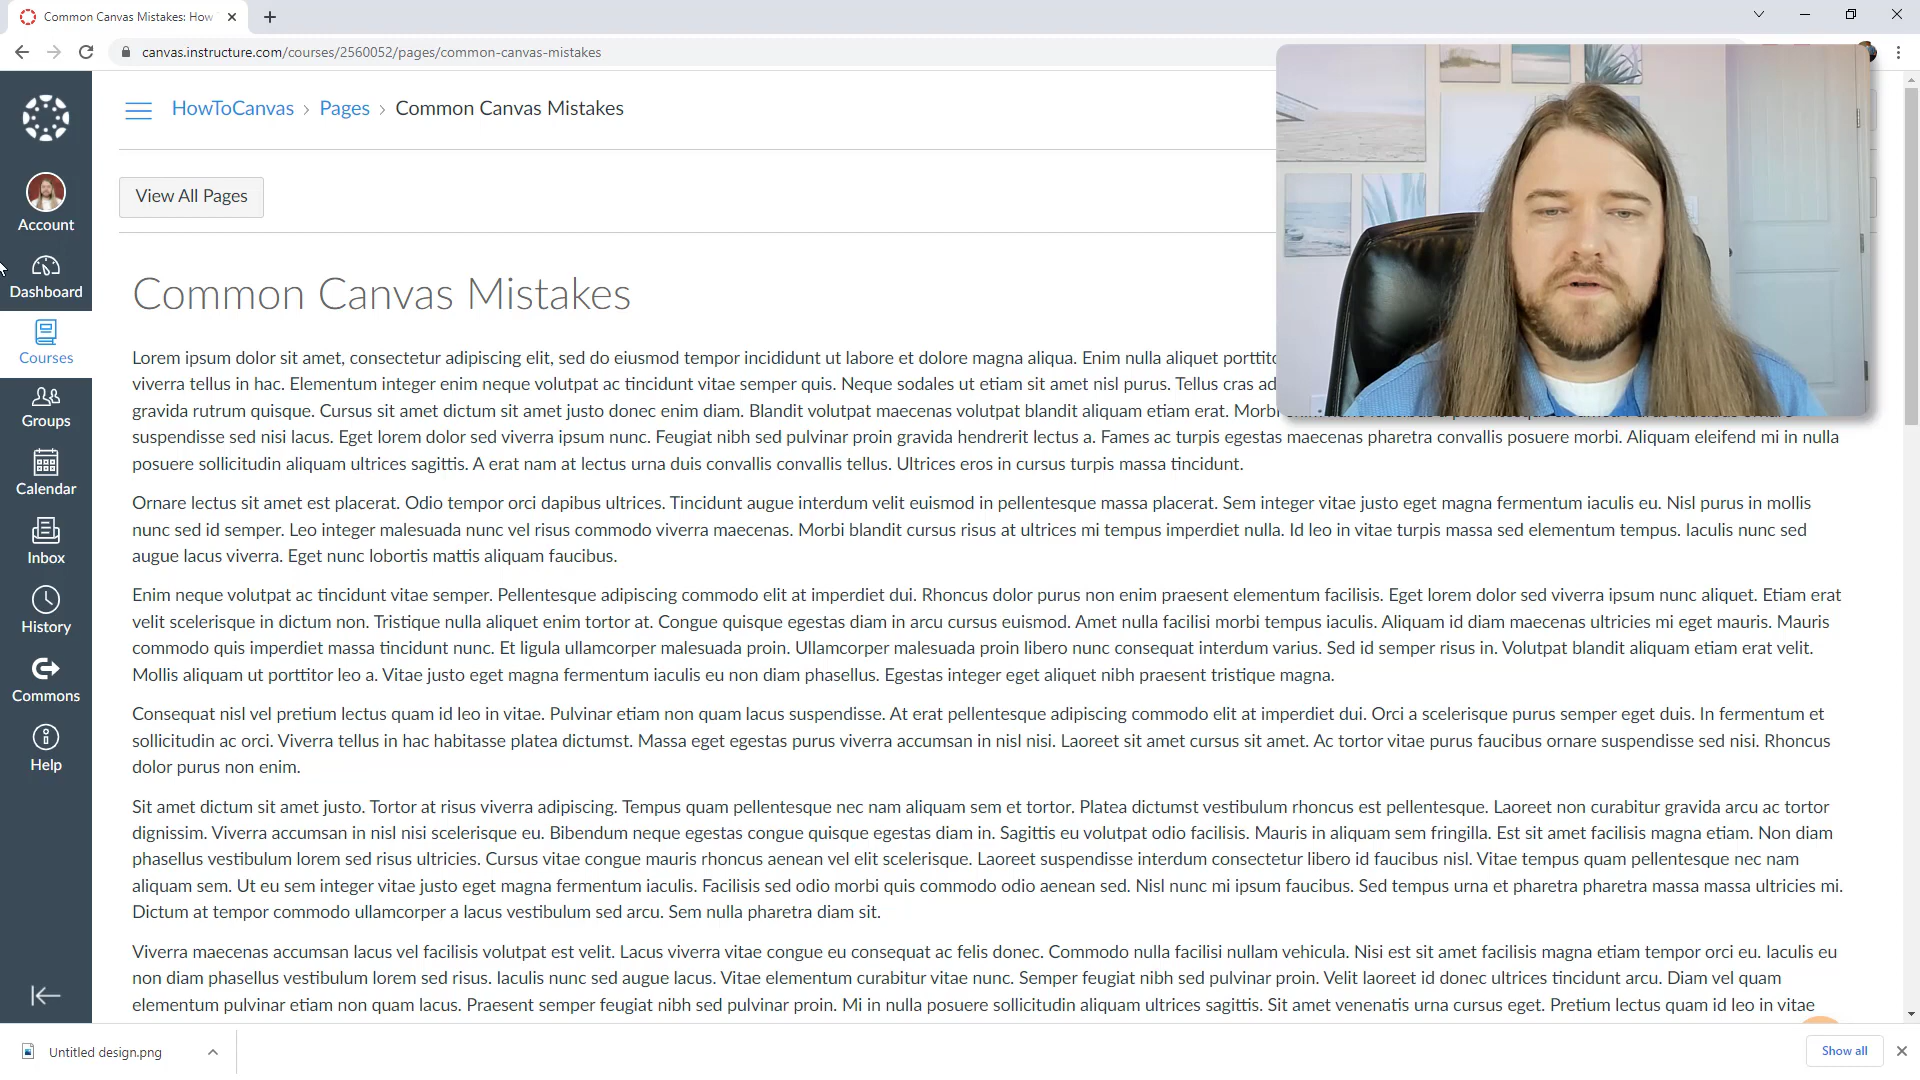 Common Canvas Mistakes: How
canvas.instructure.com/courses/2560052/pages/common-canvas-mistakes
HowToCanvas › Pages › Common Canvas Mistakes
View All Pages
Account
Dashboard
Courses
Groups
Calendar
Inbox
History
Commons
Help
Common Canvas Mistakes
Lorem ipsum dolor sit amet, consectetur adipiscing elit, sed do eiusmod tempor incididunt ut labore et dolore magna aliqua. Enim nulla aliquet
viverra tellus in hac. Elementum integer enim neque volutpat ac tincidunt vitae semper quis. Neque sodales ut etiam sit amet nisl purus. Tellus cras
gravida rutrum quisque. Cursus sit amet dictum sit amet justo donec enim diam. Blandit volutpat maecenas volutpat blandit aliquam etiam erat. Morbi
suspendisse sed nisi lacus. Eget lorem dolor sed viverra ipsum nunc. Feugiat nibh sed pulvinar proin gravida hendrerit lectus a. Fames ac turpis egestas maecenas pharetra convallis posuere morbi. Aliquam eleifend mi in nulla
posuere sollicitudin aliquam ultrices sagittis. A erat nam at lectus urna duis convallis convallis tellus. Ultrices eros in cursus turpis massa tincidunt.
Ornare lectus sit amet est placerat. Odio tempor orci dapibus ultrices. Tincidunt augue interdum velit euismod in pellentesque massa placerat. Sem integer vitae justo eget magna fermentum iaculis eu. Nisl purus in mollis
nunc sed id semper. Leo integer malesuada nunc vel risus commodo viverra maecenas. Morbi blandit cursus risus at ultrices mi tempus imperdiet nulla. Id leo in vitae turpis massa sed elementum tempus. Iaculis nunc sed
augue lacus viverra. Eget nunc lobortis mattis aliquam faucibus.
Enim neque volutpat ac tincidunt vitae semper. Pellentesque adipiscing commodo elit at imperdiet dui. Rhoncus dolor purus non enim praesent elementum facilisis. Eget lorem dolor sed viverra ipsum nunc aliquet. Etiam erat
velit scelerisque in dictum non. Tristique nulla aliquet enim tortor at. Congue quisque egestas diam in arcu cursus euismod. Amet nulla facilisi morbi tempus iaculis. Aliquam id diam maecenas ultricies mi eget mauris. Mauris
commodo quis imperdiet massa tincidunt nunc. Et ligula ullamcorper malesuada proin. Ullamcorper malesuada proin libero nunc consequat interdum varius. Sed id semper risus in. Volutpat blandit aliquam etiam erat velit.
Mollis aliquam ut porttitor leo a. Vitae justo eget magna fermentum iaculis eu non diam phasellus. Egestas integer eget aliquet nibh praesent tristique magna.
Consequat nisl vel pretium lectus quam id leo in vitae. Pulvinar etiam non quam lacus suspendisse. At erat pellentesque adipiscing commodo elit at imperdiet dui. Orci a scelerisque purus semper eget duis. In fermentum et
sollicitudin ac orci. Viverra tellus in hac habitasse platea dictumst. Massa eget egestas purus viverra accumsan in nisl nisi. Laoreet sit amet cursus sit amet. Ac tortor vitae purus faucibus ornare suspendisse sed nisi. Rhoncus
dolor purus non enim.
Sit amet dictum sit amet justo. Tortor at risus viverra adipiscing. Tempus quam pellentesque nec nam aliquam sem et tortor. Platea dictumst vestibulum rhoncus est pellentesque. Laoreet non curabitur gravida arcu ac tortor
dignissim. Viverra accumsan in nisl nisi scelerisque eu. Bibendum neque egestas congue quisque egestas diam in. Sagittis eu volutpat odio facilisis. Mauris in aliquam sem fringilla. Est sit amet facilisis magna etiam. Non diam
phasellus vestibulum lorem sed risus ultricies. Cursus vitae congue mauris rhoncus aenean vel elit scelerisque. Laoreet suspendisse interdum consectetur libero id faucibus nisl. Vitae tempus quam pellentesque nec nam
aliquam sem. Ut eu sem integer vitae justo eget magna fermentum iaculis. Facilisis sed odio morbi quis commodo odio aenean sed. Nisl nunc mi ipsum faucibus. Sed tempus urna et pharetra pharetra massa massa ultricies mi.
Dictum at tempor commodo ullamcorper a lacus vestibulum sed arcu. Sem nulla pharetra diam sit.
Viverra maecenas accumsan lacus vel facilisis volutpat est velit. Lacus viverra vitae congue eu consequat ac felis donec. Commodo nulla facilisi nullam vehicula. Nisi est sit amet facilisis magna etiam tempor orci eu. Iaculis eu
non diam phasellus vestibulum lorem sed risus. Iaculis nunc sed augue lacus. Vitae elementum curabitur vitae nunc. Semper feugiat nibh sed pulvinar proin. Velit laoreet id donec ultrices tincidunt arcu. Diam vel quam
elementum pulvinar etiam non quam lacus. Praesent semper feugiat nibh sed pulvinar proin. Mi in nulla posuere sollicitudin aliquam ultrices sagittis. Sit amet venenatis urna cursus eget. Pretium lectus quam id leo in vitae
Untitled design.png
Show all